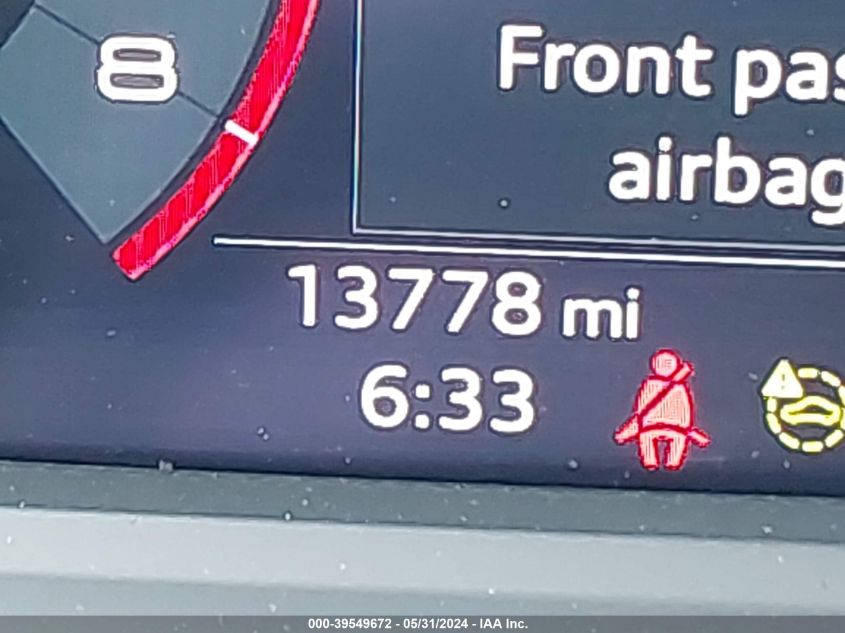 8
Front pas
airbag
13778 mi
6:33
000-39549672 - 05/31/2024 - IAA Inc.